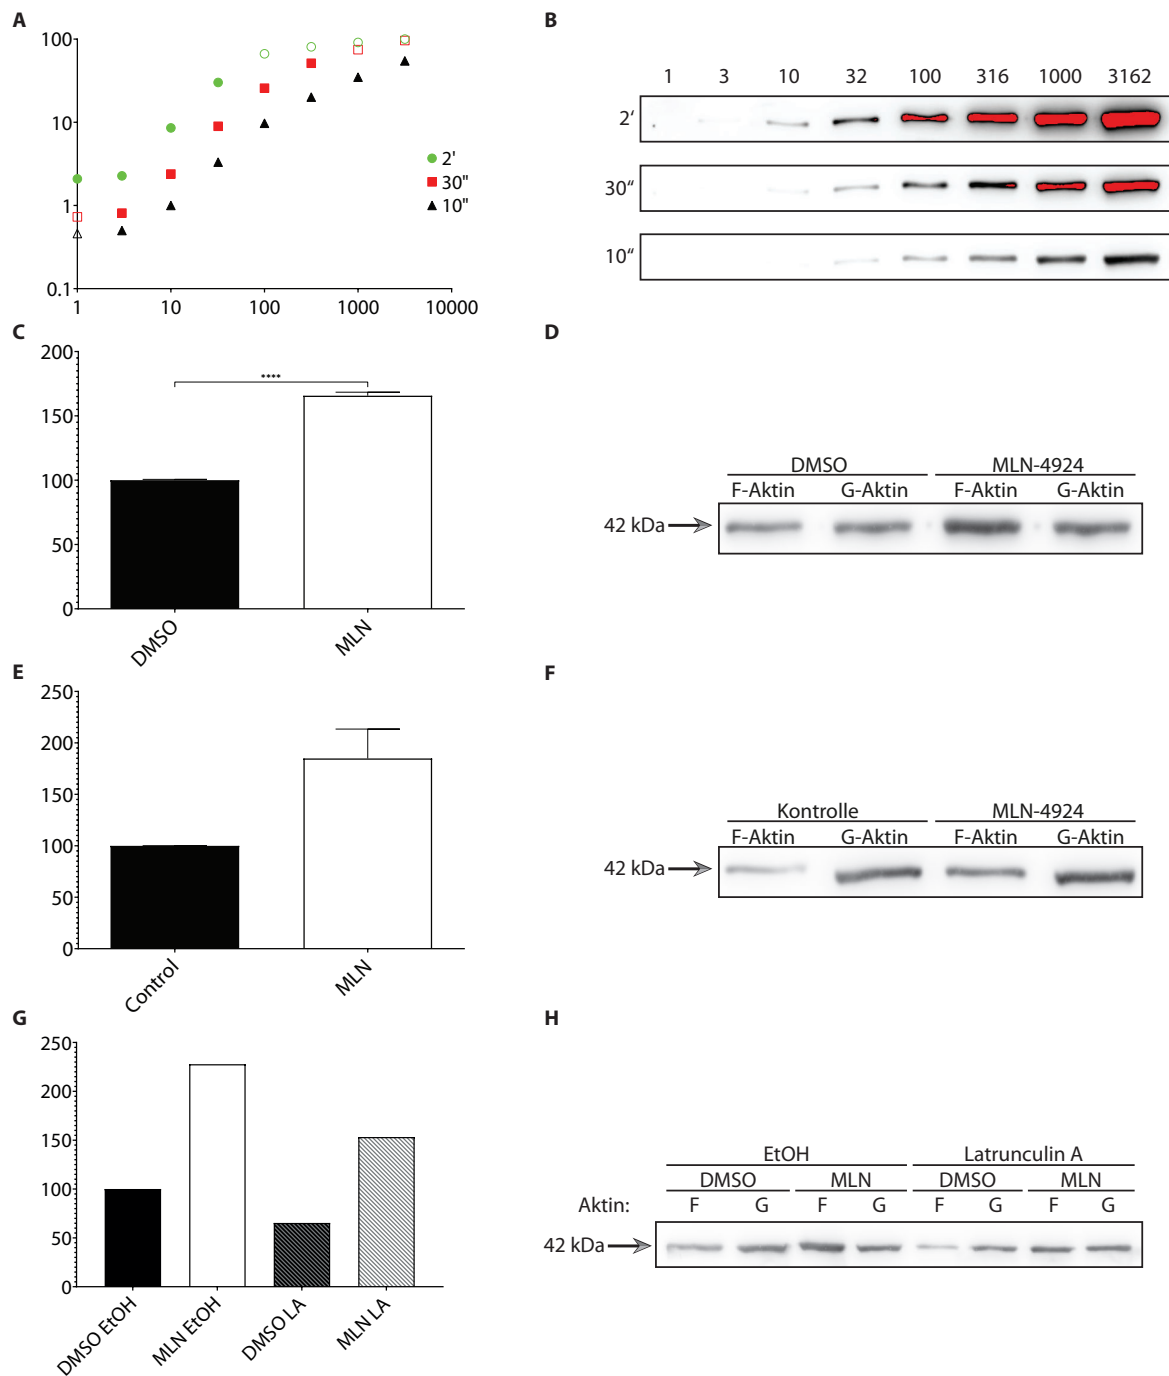 A
100
10
1
0.1
1 10 100 1000 10000
2'
30"
10"
B
1 3 10 32 100 316 1000 3162
2‘
30“
10“
C
200
150
100
50
0
****
DMSO MLN
D
DMSO MLN-4924
F-Aktin G-Aktin F-Aktin G-Aktin
42 kDa
E
250
200
150
100
50
0
Control MLN
F
Kontrolle MLN-4924
F-Aktin G-Aktin F-Aktin G-Aktin
42 kDa
G
250
200
150
100
50
0
DMSO EtOH MLN EtOH DMSO LA MLN LA
H
EtOH Latrunculin A
DMSO MLN DMSO MLN
Aktin: F G F G F G F G
42 kDa